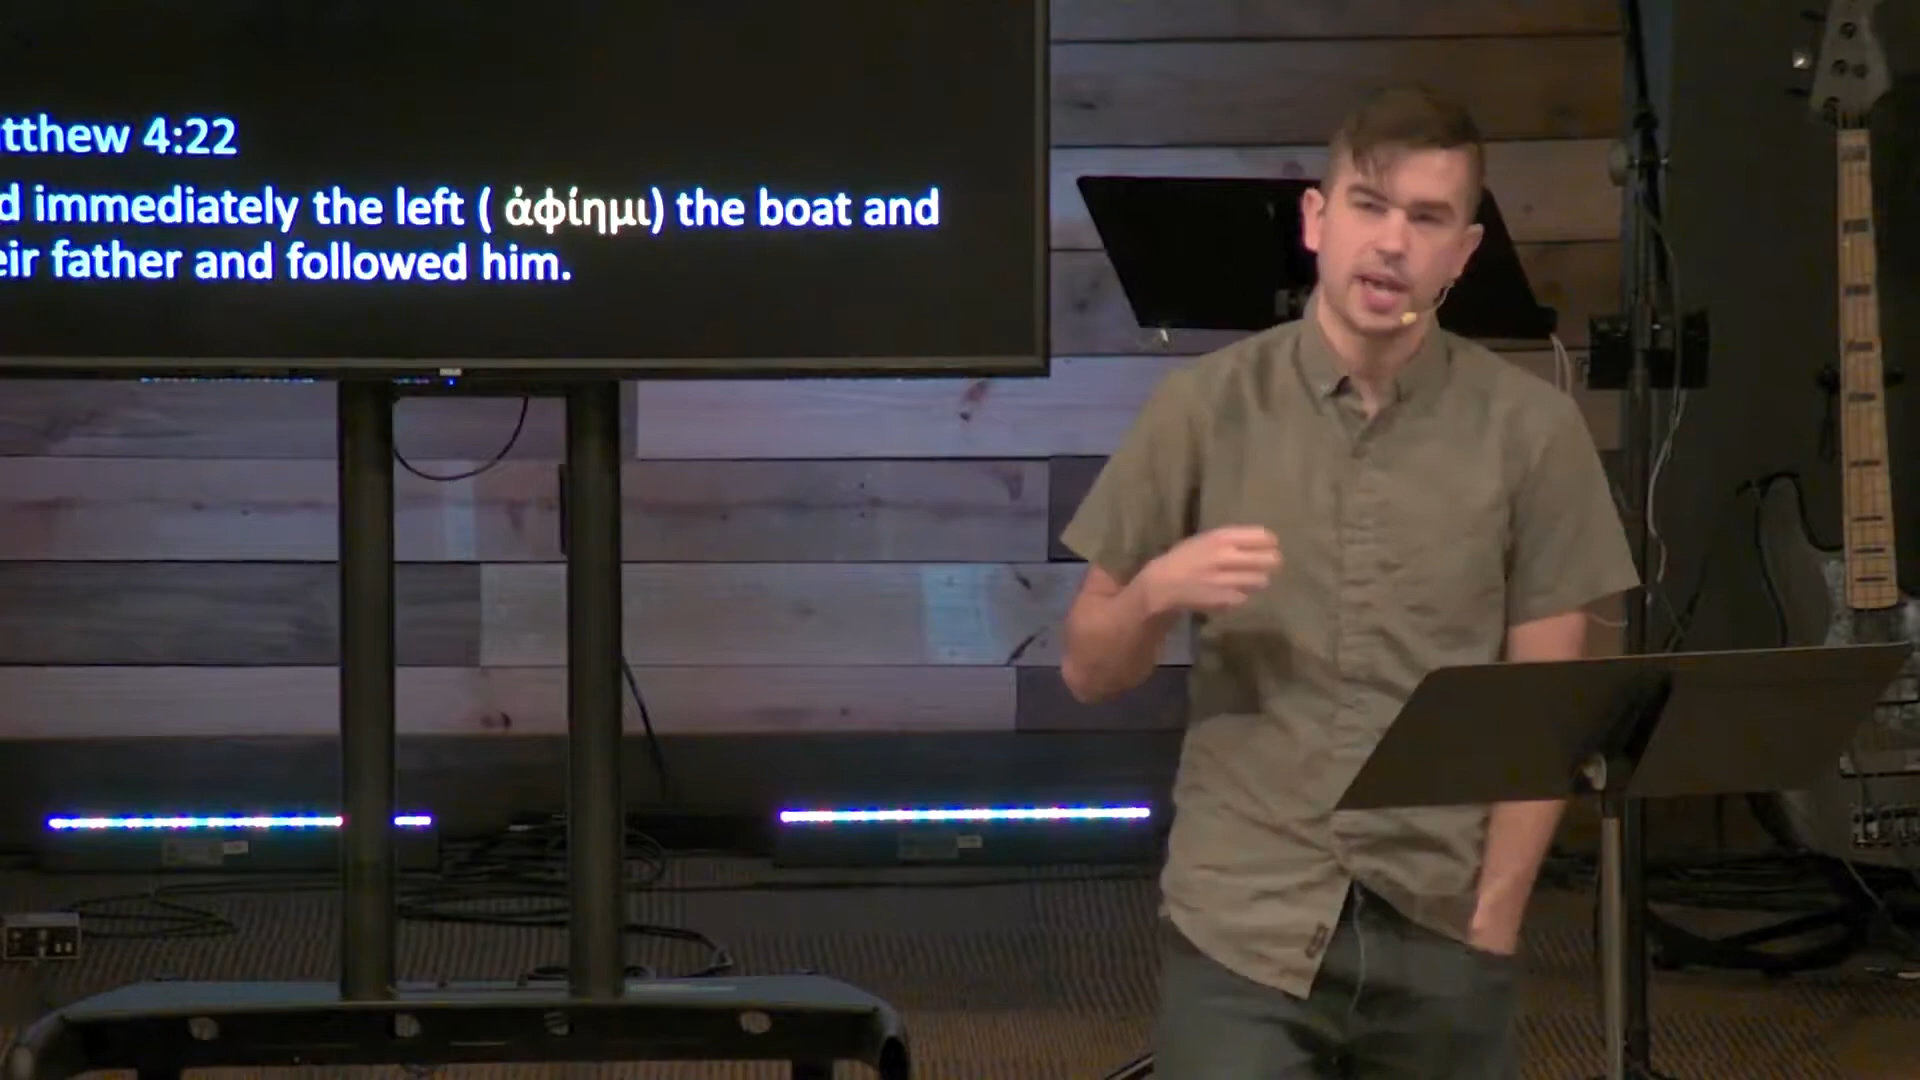 tthew 4:22
d immediately the left ( ἀφίημι) the boat and
eir father and followed him.